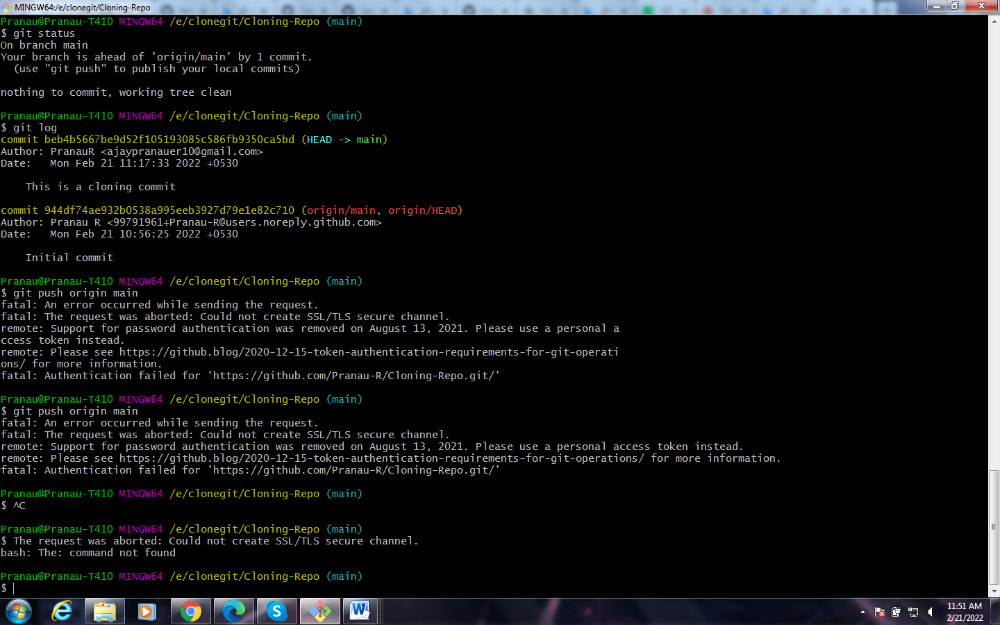 MINGW64:/e/clonegit/Cloning-Repo
Pranau@Pranau-T410 MINGW64 /e/clonegit/Cloning-Repo (main)
$ git status
On branch main
Your branch is ahead of 'origin/main' by 1 commit.
  (use "git push" to publish your local commits)
nothing to commit, working tree clean
Pranau@Pranau-T410 MINGW64 /e/clonegit/Cloning-Repo (main)
$ git log
commit beb4b5667be9d52f105193085c586fb9350ca5bd (HEAD -> main)
Author: PranauR <ajaypranauer10@gmail.com>
Date:   Mon Feb 21 11:17:33 2022 +0530
    This is a cloning commit
commit 944df74ae932b0538a995eeb3927d79e1e82c710 (origin/main, origin/HEAD)
Author: Pranau R <99791961+Pranau-R@users.noreply.github.com>
Date:   Mon Feb 21 10:56:25 2022 +0530
    Initial commit
Pranau@Pranau-T410 MINGW64 /e/clonegit/Cloning-Repo (main)
$ git push origin main
fatal: An error occurred while sending the request.
fatal: The request was aborted: Could not create SSL/TLS secure channel.
remote: Support for password authentication was removed on August 13, 2021. Please use a personal a
ccess token instead.
remote: Please see https://github.blog/2020-12-15-token-authentication-requirements-for-git-operati
ons/ for more information.
fatal: Authentication failed for 'https://github.com/Pranau-R/Cloning-Repo.git/'
Pranau@Pranau-T410 MINGW64 /e/clonegit/Cloning-Repo (main)
$ git push origin main
fatal: An error occurred while sending the request.
fatal: The request was aborted: Could not create SSL/TLS secure channel.
remote: Support for password authentication was removed on August 13, 2021. Please use a personal access token instead.
remote: Please see https://github.blog/2020-12-15-token-authentication-requirements-for-git-operations/ for more information.
fatal: Authentication failed for 'https://github.com/Pranau-R/Cloning-Repo.git/'
Pranau@Pranau-T410 MINGW64 /e/clonegit/Cloning-Repo (main)
$ ^C
Pranau@Pranau-T410 MINGW64 /e/clonegit/Cloning-Repo (main)
$ The request was aborted: Could not create SSL/TLS secure channel.
bash: The: command not found
Pranau@Pranau-T410 MINGW64 /e/clonegit/Cloning-Repo (main)
$
11:51 AM
2/21/2022